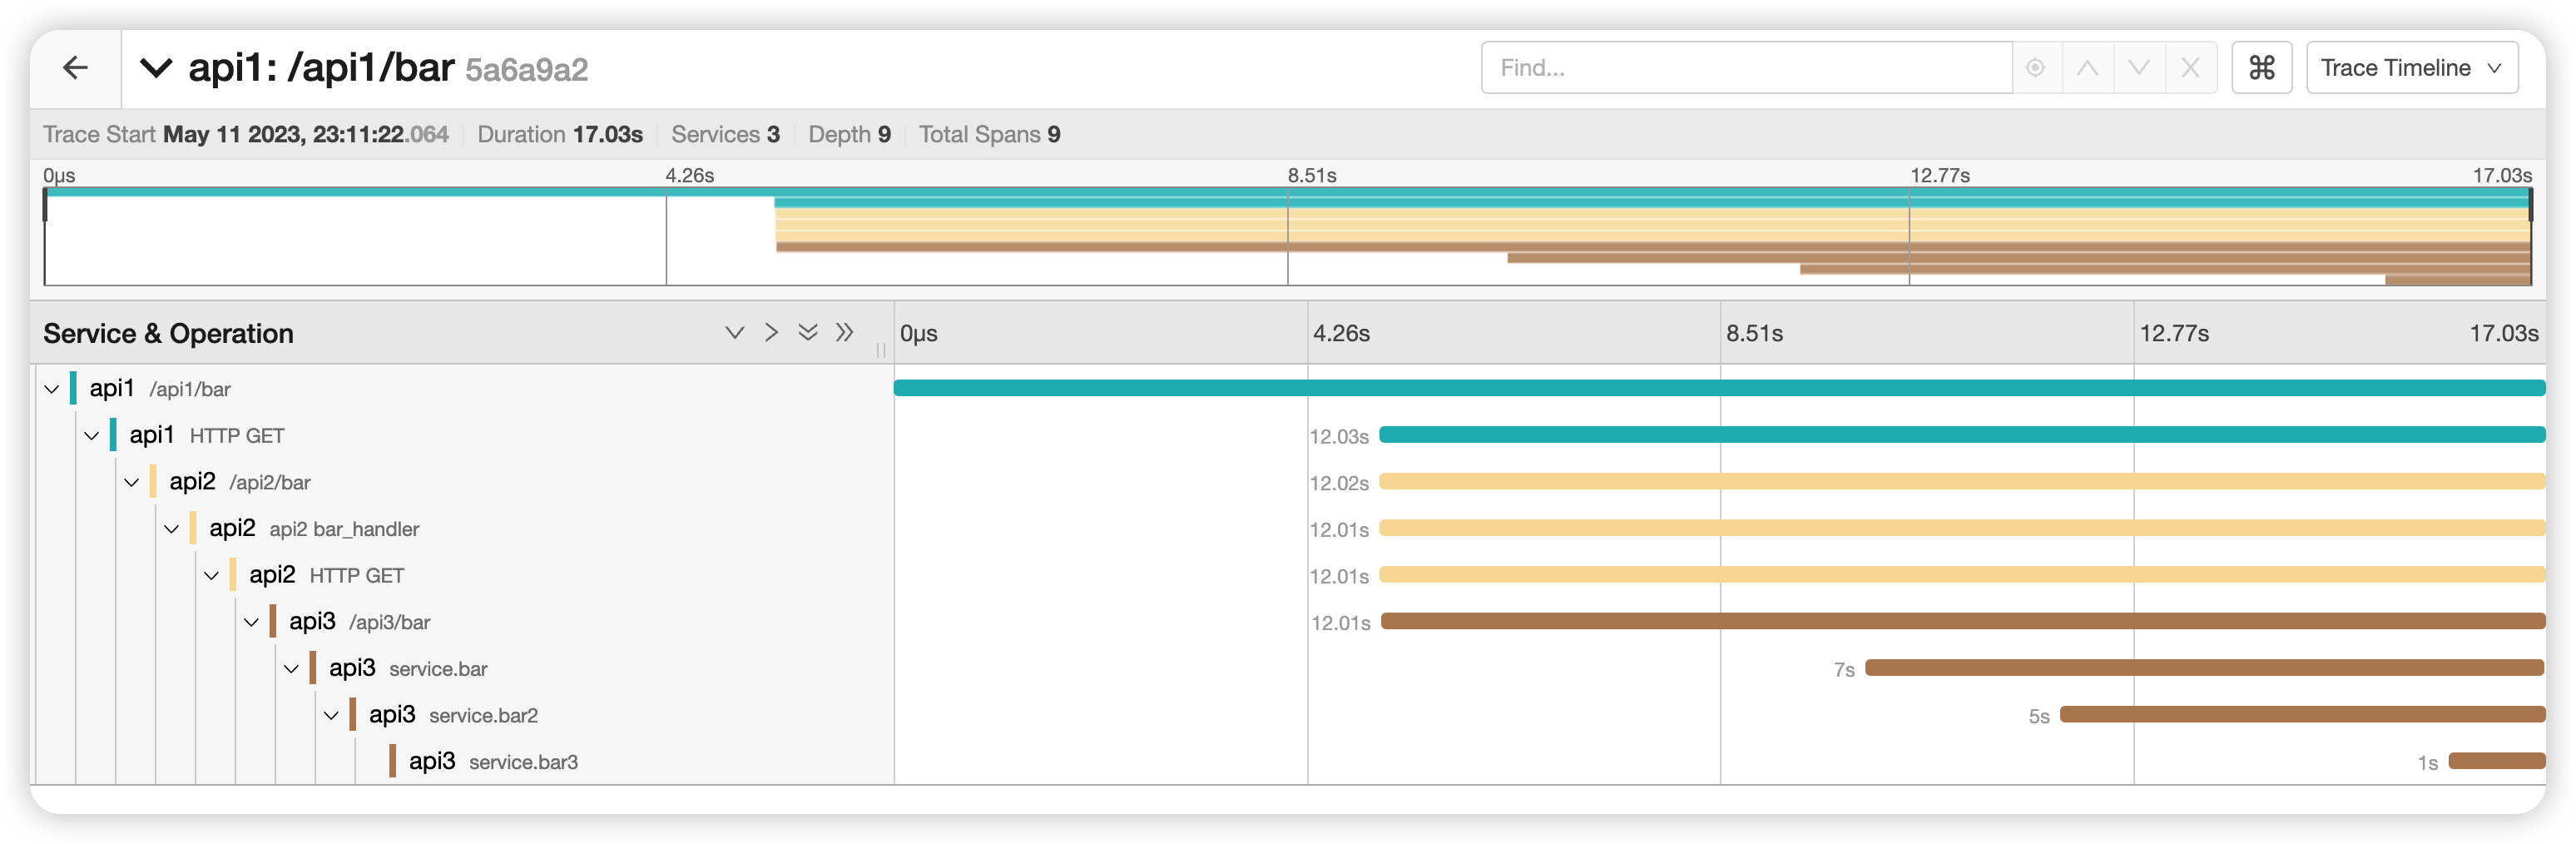 api1: /api1/bar 5a6a9a2 Find... Trace Timeline
Trace Start May 11 2023, 23:11:22.064 Duration 17.03s Services 3 Depth 9 Total Spans 9
0μs 4.26s 8.51s 12.77s 17.03s
Service & Operation 0μs 4.26s 8.51s 12.77s 17.03s
api1 /api1/bar
api1 HTTP GET 12.03s
api2 /api2/bar 12.02s
api2 api2 bar_handler 12.01s
api2 HTTP GET 12.01s
api3 /api3/bar 12.01s
api3 service.bar 7s
api3 service.bar2 5s
api3 service.bar3 1s